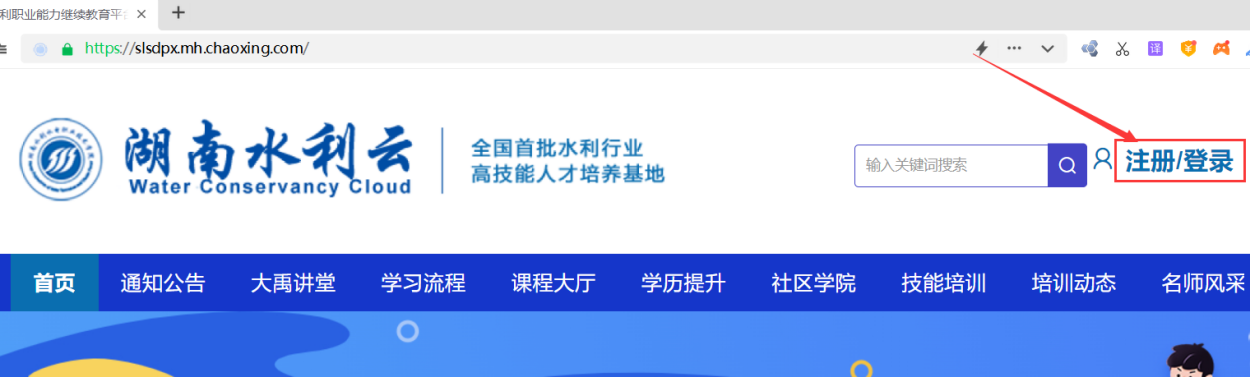 利职业能力继续教育平台
https://slsdpx.mh.chaoxing.com/
译
湖南水利云
Water Conservancy Cloud
全国首批水利行业
高技能人才培养基地
输入关键词搜索
注册/登录
首页 通知公告 大禹讲堂 学习流程 课程大厅 学历提升 社区学院 技能培训 培训动态 名师风采